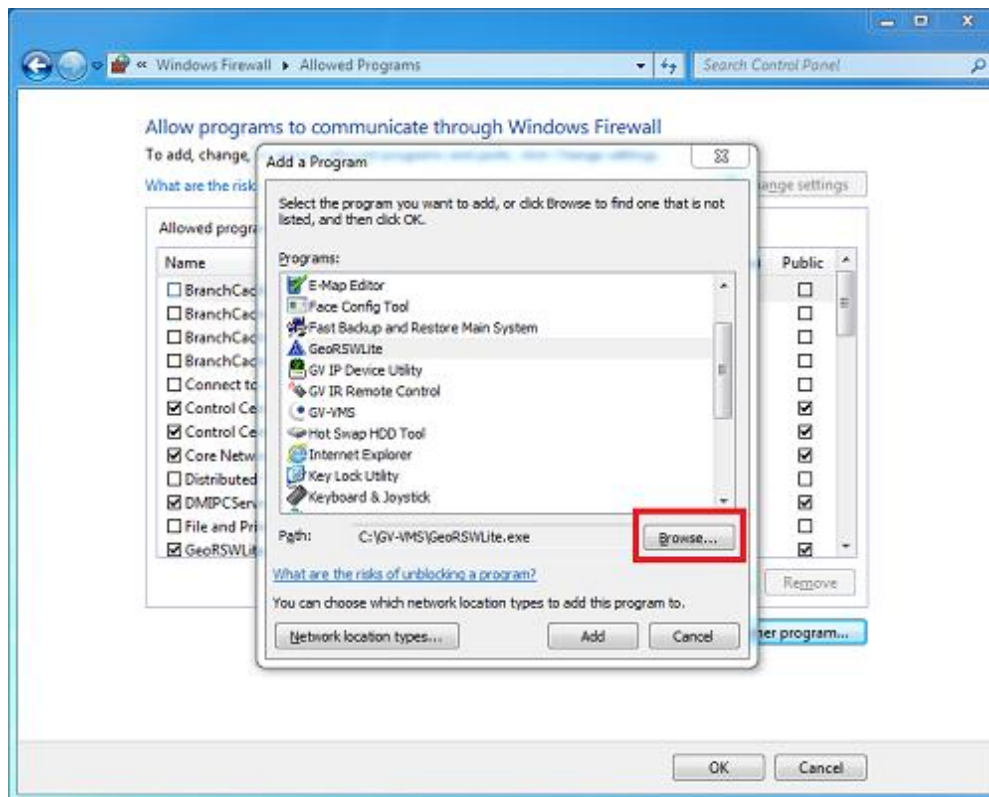 « Windows Firewall ▸ Allowed Programs
Search Control Panel
Allow programs to communicate through Windows Firewall
To add, change,
What are the risk
ange settings
Allowed progra
Name
Public
BranchCac
BranchCac
BranchCac
BranchCac
Connect to
Control Ce
Control Ce
Core Netw
Distributed
DMIPCServ
File and Pri
GeoRSWLit
Remove
her program...
Add a Program
Select the program you want to add, or click Browse to find one that is not
listed, and then click OK.
Programs:
E-Map Editor
Face Config Tool
Fast Backup and Restore Main System
GeoRSWLite
GV IP Device Utility
GV IR Remote Control
GV-VMS
Hot Swap HDD Tool
Internet Explorer
Key Lock Utility
Keyboard & Joystick
Path: C:\GV-VMS\GeoRSWLite.exe
Browse...
What are the risks of unblocking a program?
You can choose which network location types to add this program to.
Network location types...
Add
Cancel
OK
Cancel